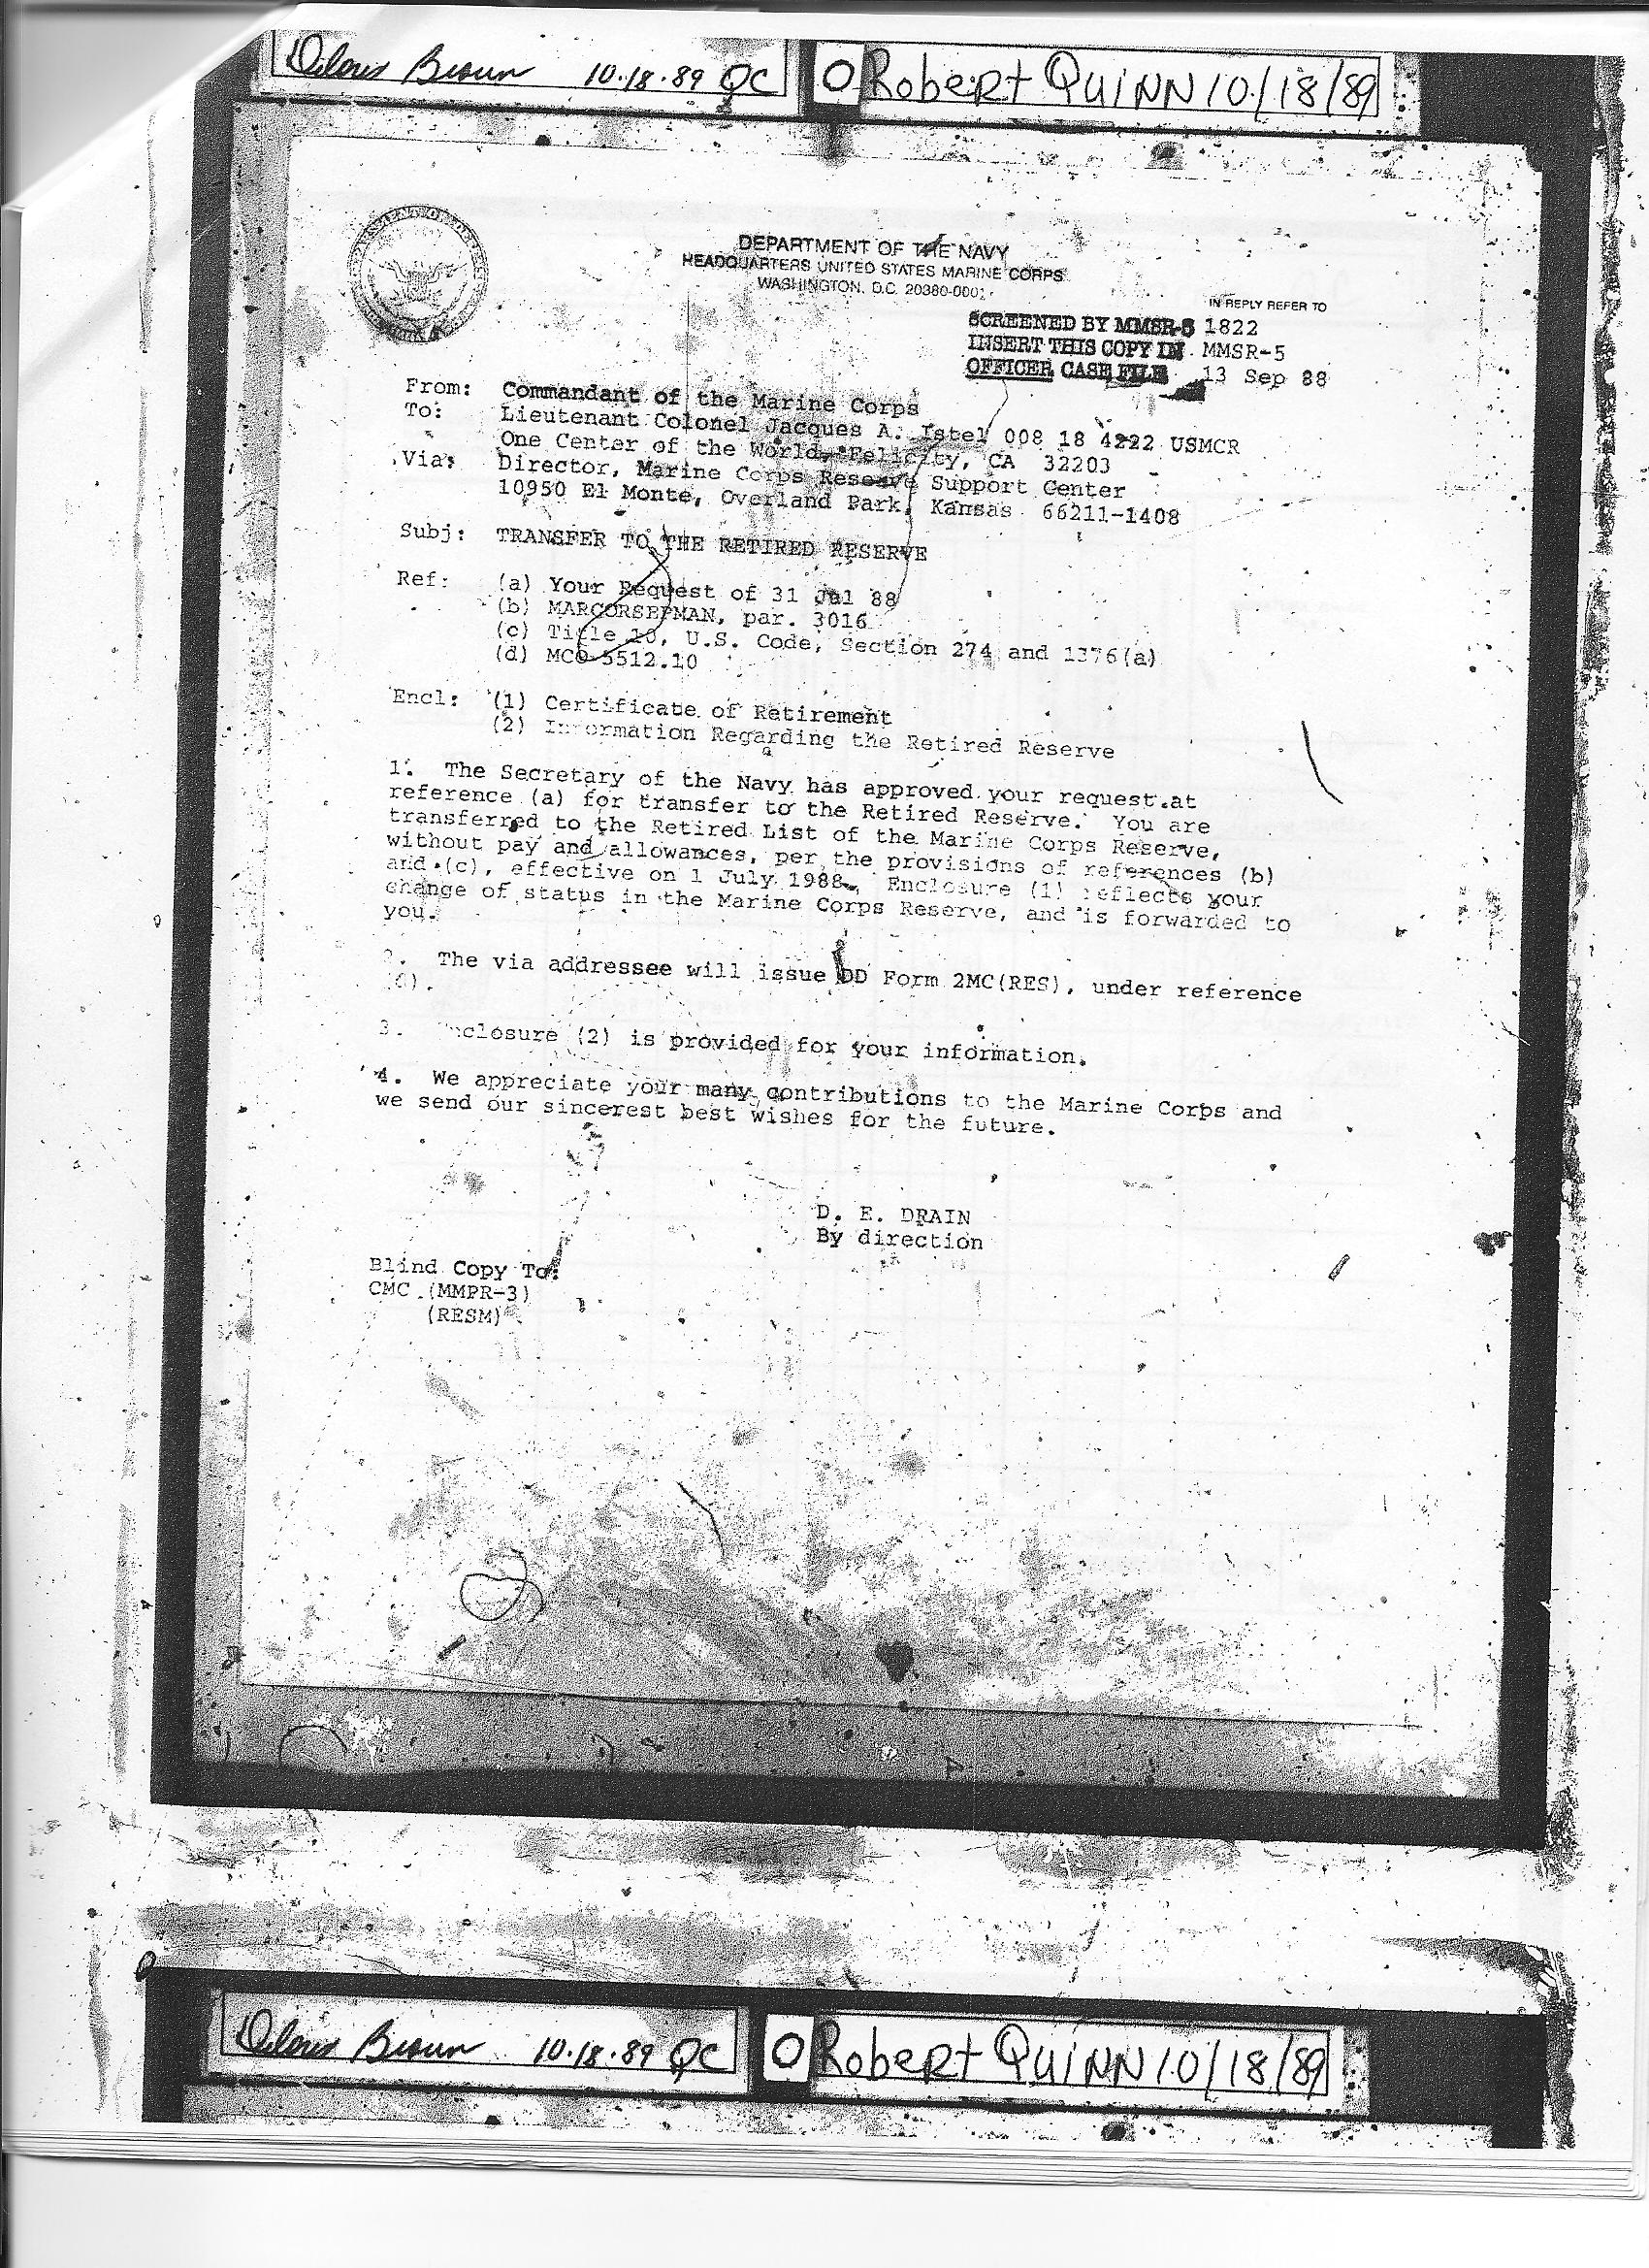 Brown 10.18.89 QC O Robert QUINN 10/18/89
DEPARTMENT OF THE NAVY
HEADQUARTERS UNITED STATES MARINE CORPS
WASHINGTON, D.C. 20380-0001
IN REPLY REFER TO
SCREENED BY MMSR-5 1822
INSERT THIS COPY IN MMSR-5
OFFICER CASE FILE 13 Sep 88
From: Commandant of the Marine Corps
To: Lieutenant Colonel Jacques A. Istel 008 18 USMCR
One Center of the World, Felicity, CA 32203
Via: Director, Marine Corps Reserve Support Center
10950 El Monte, Overland Park, Kansas 66211-1408
Subj: TRANSFER TO THE RETIRED RESERVE
Ref: (a) Your Request of 31 Jul 88
(b) MARCORSEPMAN, par. 3016
(c) Title 10, U.S. Code, Section 274 and 1376(a)
(d) MCO 5512.10
Encl: (1) Certificate of Retirement
(2) Information Regarding the Retired Reserve
1. The Secretary of the Navy has approved your request at
reference (a) for transfer to the Retired Reserve. You are
transferred to the Retired List of the Marine Corps Reserve,
without pay and allowances, per the provisions of references (b)
and (c), effective on 1 July 1988. Enclosure (1) reflects your
change of status in the Marine Corps Reserve, and is forwarded to
you.
2. The via addressee will issue DD Form 2MC(RES), under reference
(d).
3. Enclosure (2) is provided for your information.
4. We appreciate your many contributions to the Marine Corps and
we send our sincerest best wishes for the future.
D. E. DRAIN
By direction
Blind Copy To:
CMC (MMPR-3)
(RESM)
Brown 10.18.89 QC O Robert QUINN 10/18/89